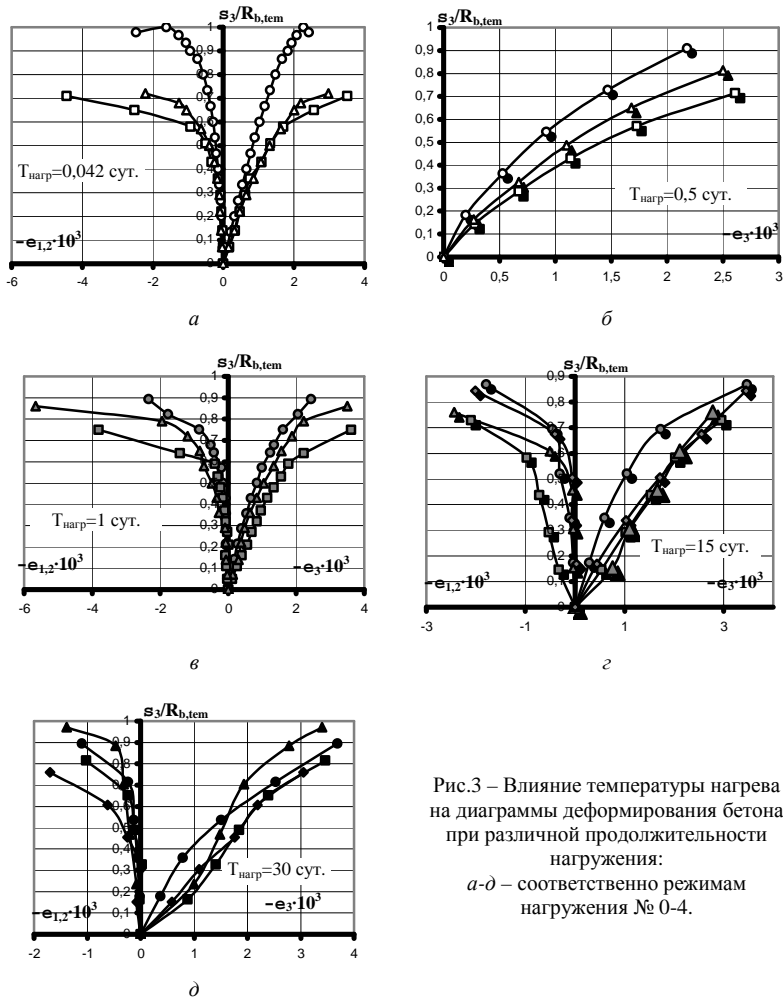 s₃/R_b,tem
1
0,9
0,8
0,7
0,6
0,5
0,4
0,3
0,2
0,1
0
Tнагр=0,042 сут.
-e₁,₂·10³
-6 -4 -2 0 2 4
а
s₃/R_b,tem
1
0,9
0,8
0,7
0,6
0,5
0,4
0,3
0,2
0,1
0
Tнагр=0,5 сут.
-e₃·10³
0 0,5 1 1,5 2 2,5 3
б
s₃/R_b,tem
1
0,9
0,8
0,7
0,6
0,5
0,4
0,3
0,2
0,1
0
Tнагр=1 сут.
-e₁,₂·10³ -e₃·10³
-6 -4 -2 0 2 4
в
s₃/R_b,tem
0,9
0,8
0,7
0,6
0,5
0,4
0,3
0,2
0,1
0
Tнагр=15 сут.
-e₁,₂·10³ -e₃·10³
-3 -1 1 3
г
s₃/R_b,tem
1
0,9
0,8
0,7
0,6
0,5
0,4
0,3
0,2
0,1
0
Tнагр=30 сут.
-e₁,₂·10³ -e₃·10³
-2 -1 0 1 2 3 4
д
Рис.3 – Влияние температуры нагрева
на диаграммы деформирования бетона
при различной продолжительности
нагружения:
а-д – соответственно режимам
нагружения № 0-4.